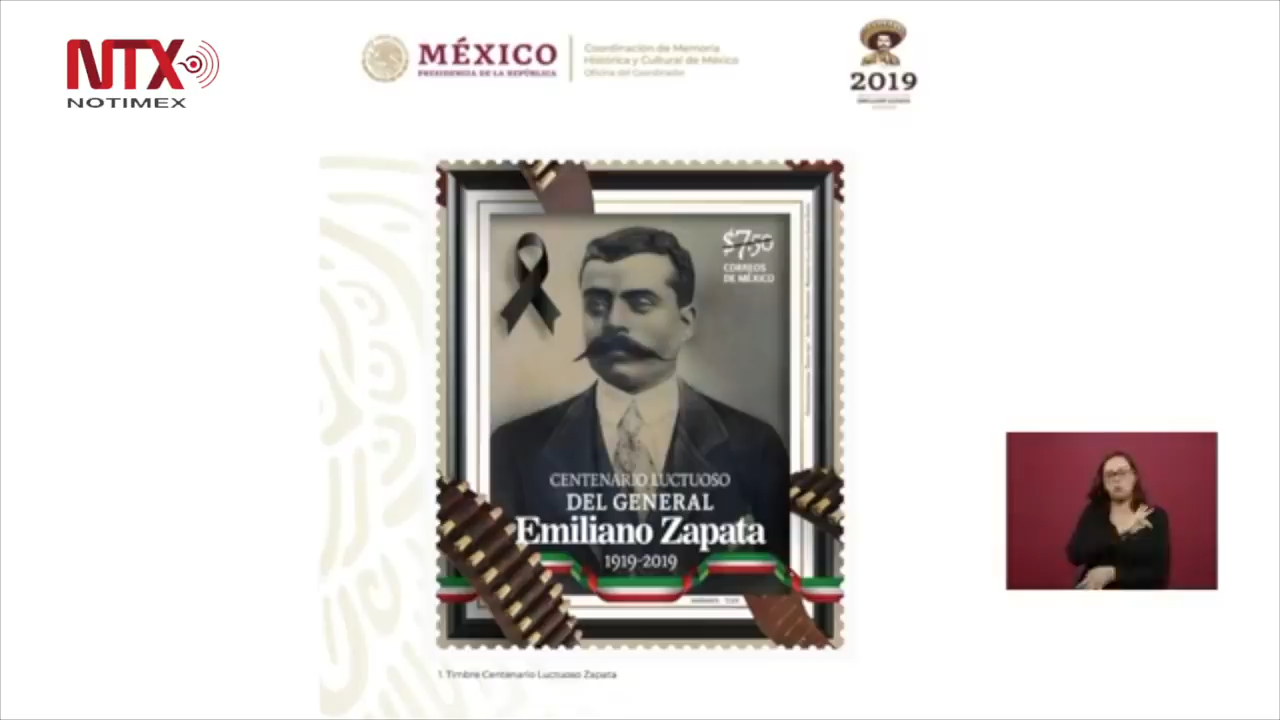 NTX
NOTIMEX
MÉXICO
PRESIDENCIA DE LA REPÚBLICA
Coordinación de Memoria
Histórica y Cultural de México
Oficina del Coordinador
2019
$7.50
CORREOS
DE MÉXICO
CENTENARIO LUCTUOSO
DEL GENERAL
Emiliano Zapata
1919-2019
1. Timbre Centenario Luctuoso Zapata